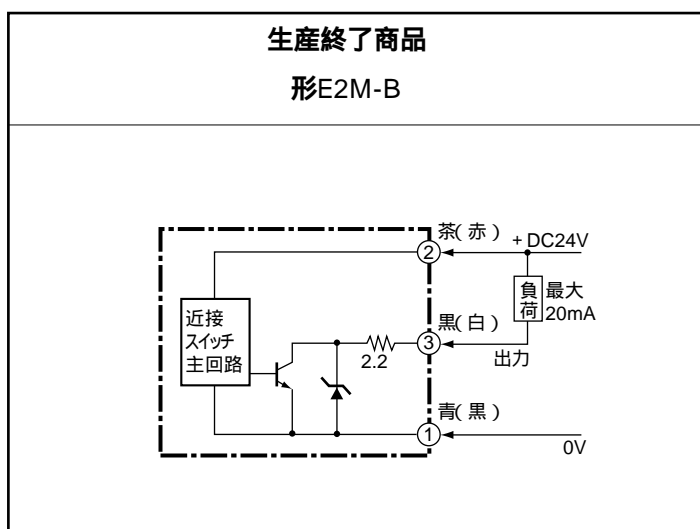 生産終了商品
形E2M-B
茶(赤)
+DC24V
2
負荷
最大
20mA
近接
スイッチ
主回路
黒(白)
3
2.2
出力
青(黒)
1
0V